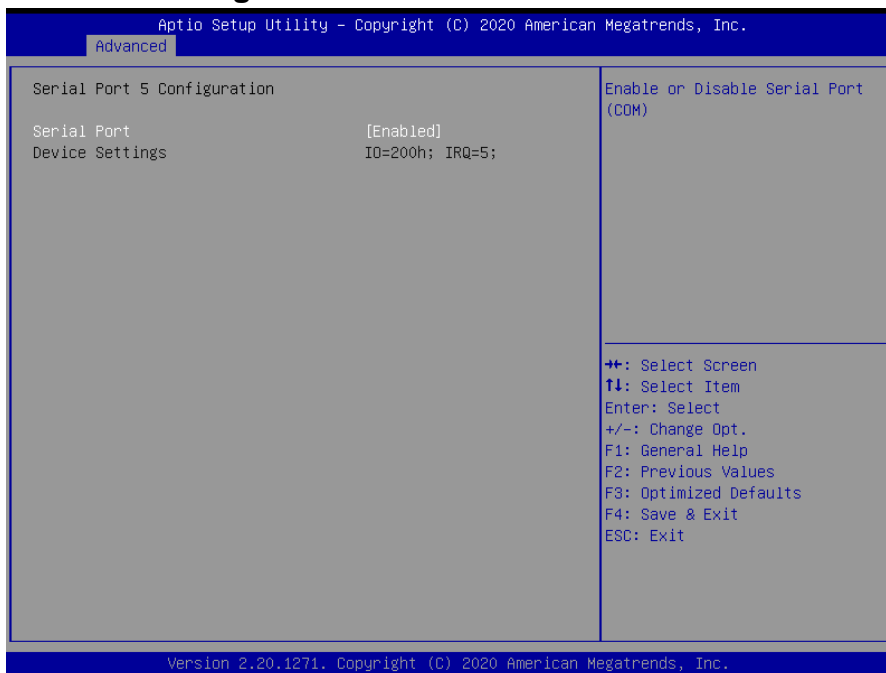 Aptio Setup Utility – Copyright (C) 2020 American Megatrends, Inc.
Advanced
Serial Port 5 Configuration
Serial Port [Enabled]
Device Settings IO=200h; IRQ=5;
Enable or Disable Serial Port
(COM)
→←: Select Screen
↑↓: Select Item
Enter: Select
+/-: Change Opt.
F1: General Help
F2: Previous Values
F3: Optimized Defaults
F4: Save & Exit
ESC: Exit
Version 2.20.1271. Copyright (C) 2020 American Megatrends, Inc.